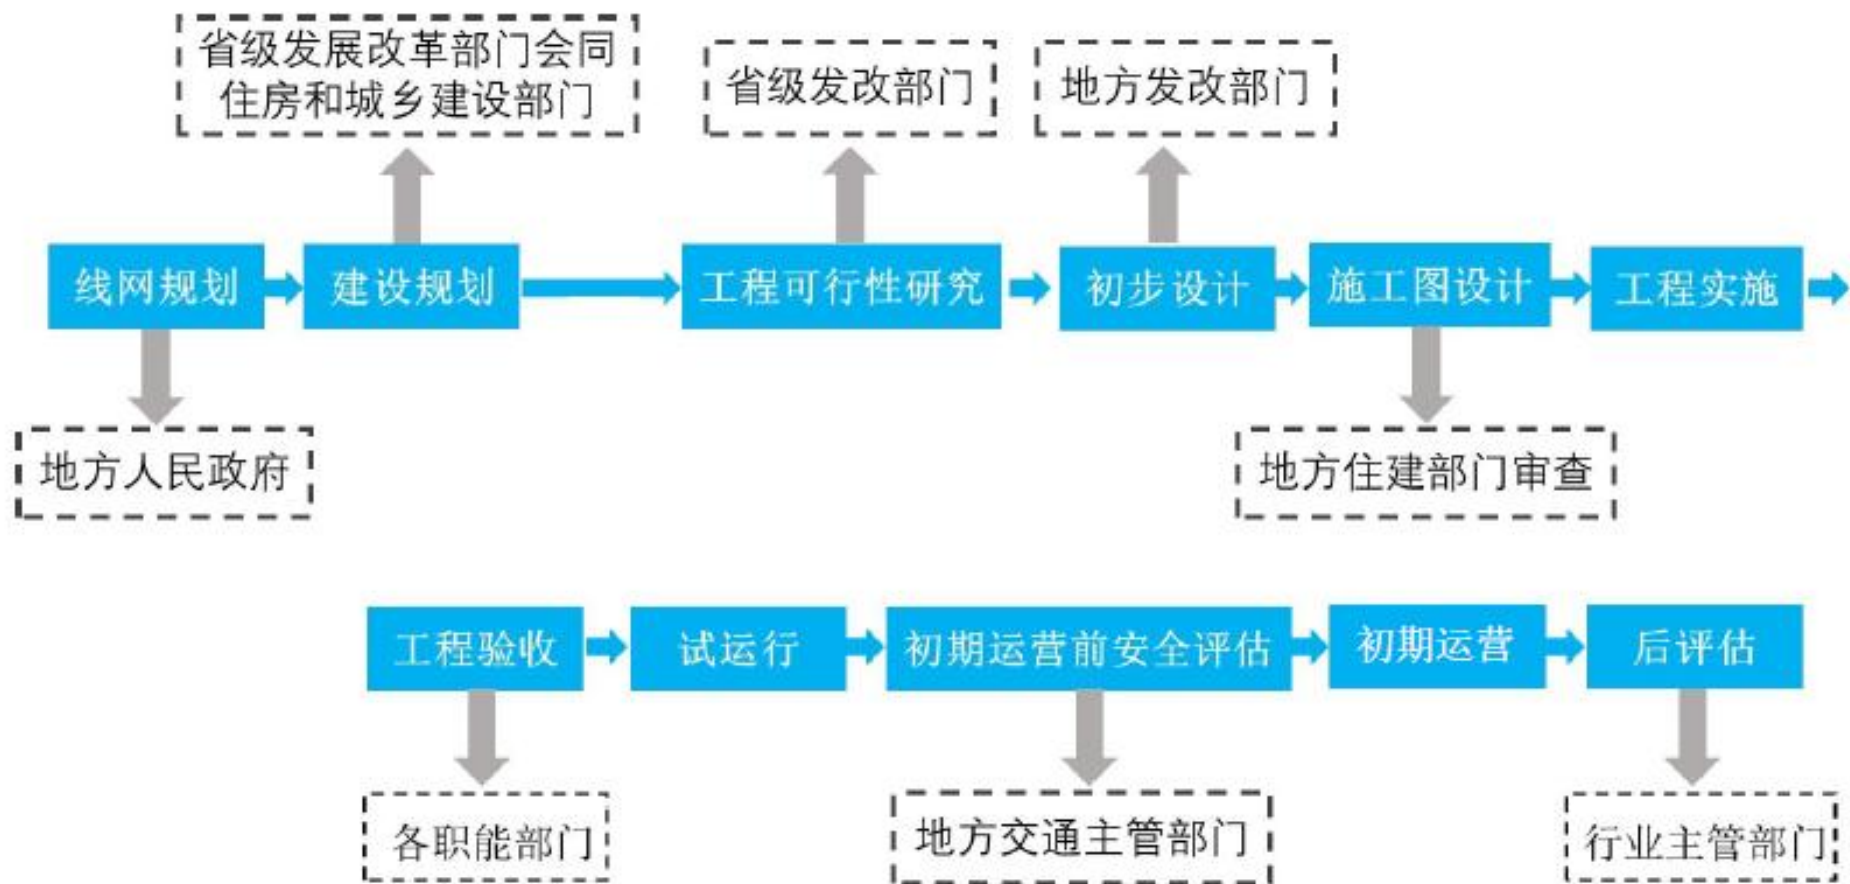 省级发展改革部门会同
住房和城乡建设部门
省级发改部门
地方发改部门
线网规划
建设规划
工程可行性研究
初步设计
施工图设计
工程实施
地方人民政府
地方住建部门审查
工程验收
试运行
初期运营前安全评估
初期运营
后评估
各职能部门
地方交通主管部门
行业主管部门